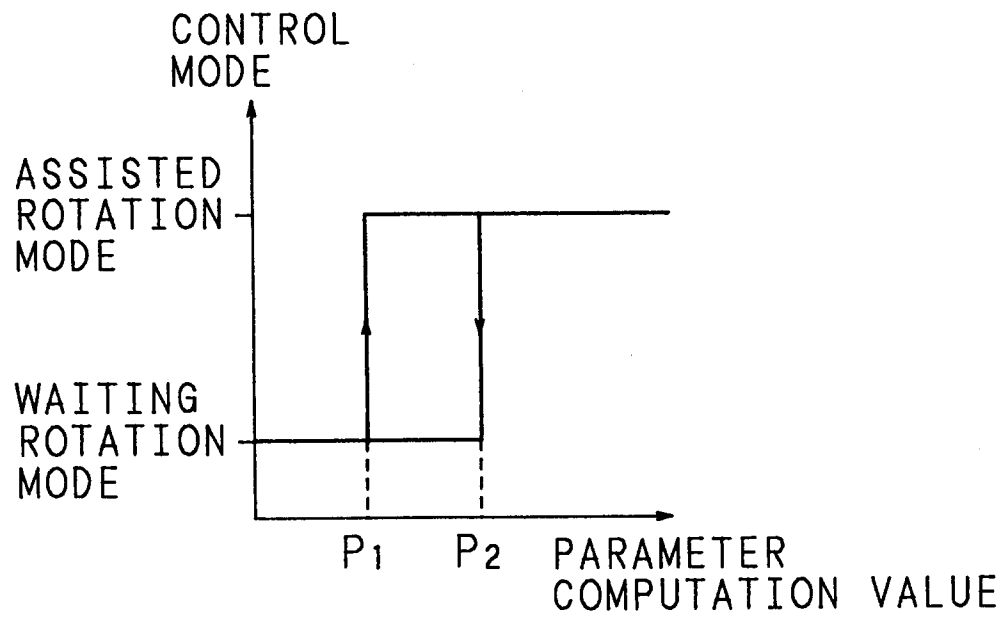 CONTROL
MODE
ASSISTED
ROTATION
MODE
WAITING
ROTATION
MODE
P1
P2
PARAMETER
COMPUTATION VALUE